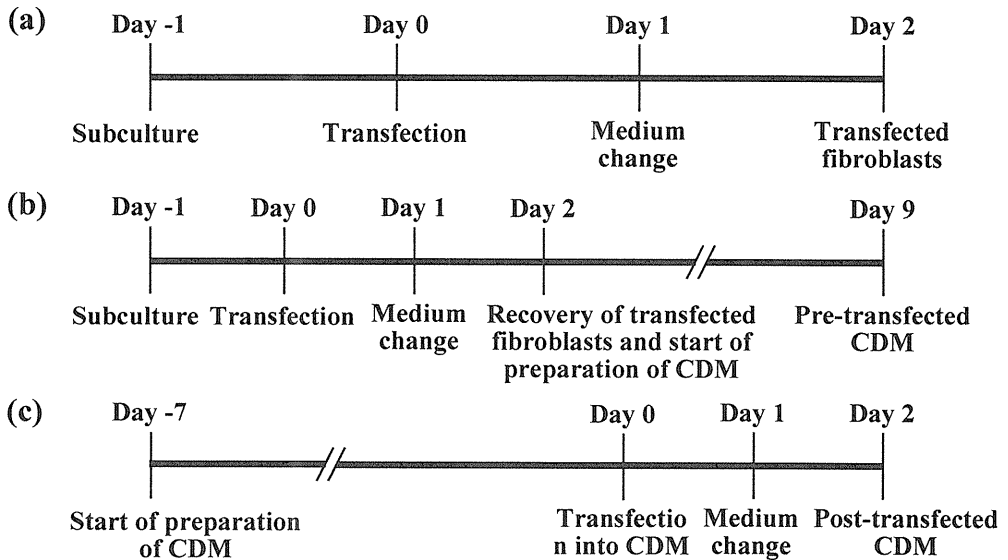 (a)
Day -1 Day 0 Day 1 Day 2
Subculture Transfection Medium change Transfected fibroblasts
(b)
Day -1 Day 0 Day 1 Day 2 Day 9
Subculture Transfection Medium change Recovery of transfected fibroblasts and start of preparation of CDM Pre-transfected CDM
(c)
Day -7 Day 0 Day 1 Day 2
Start of preparation of CDM Transfectio n into CDM Medium change Post-transfected CDM